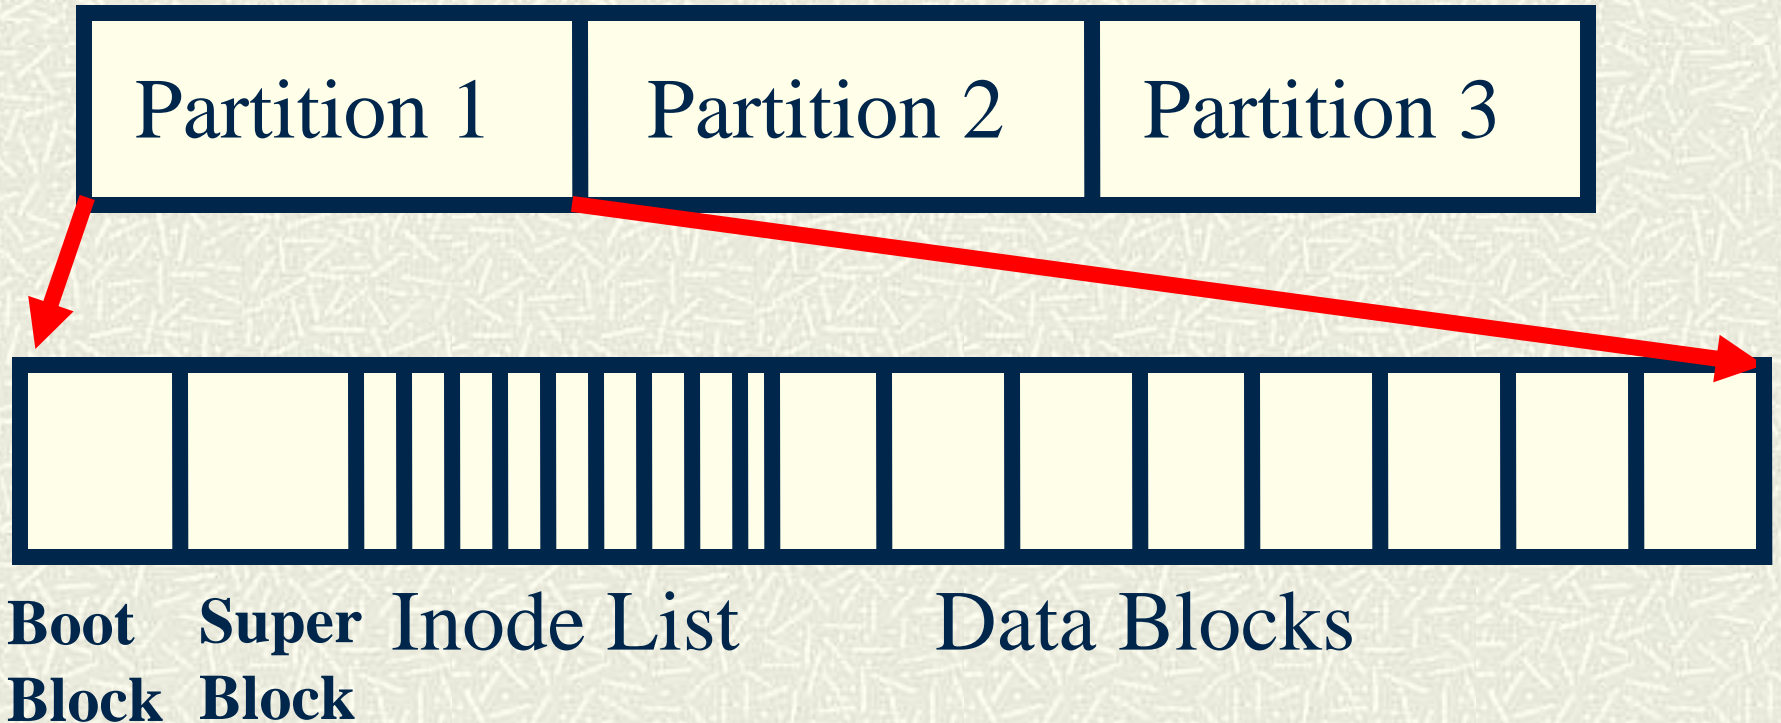 Partition 1 Partition 2 Partition 3
Boot Super Inode List Data Blocks
Block Block